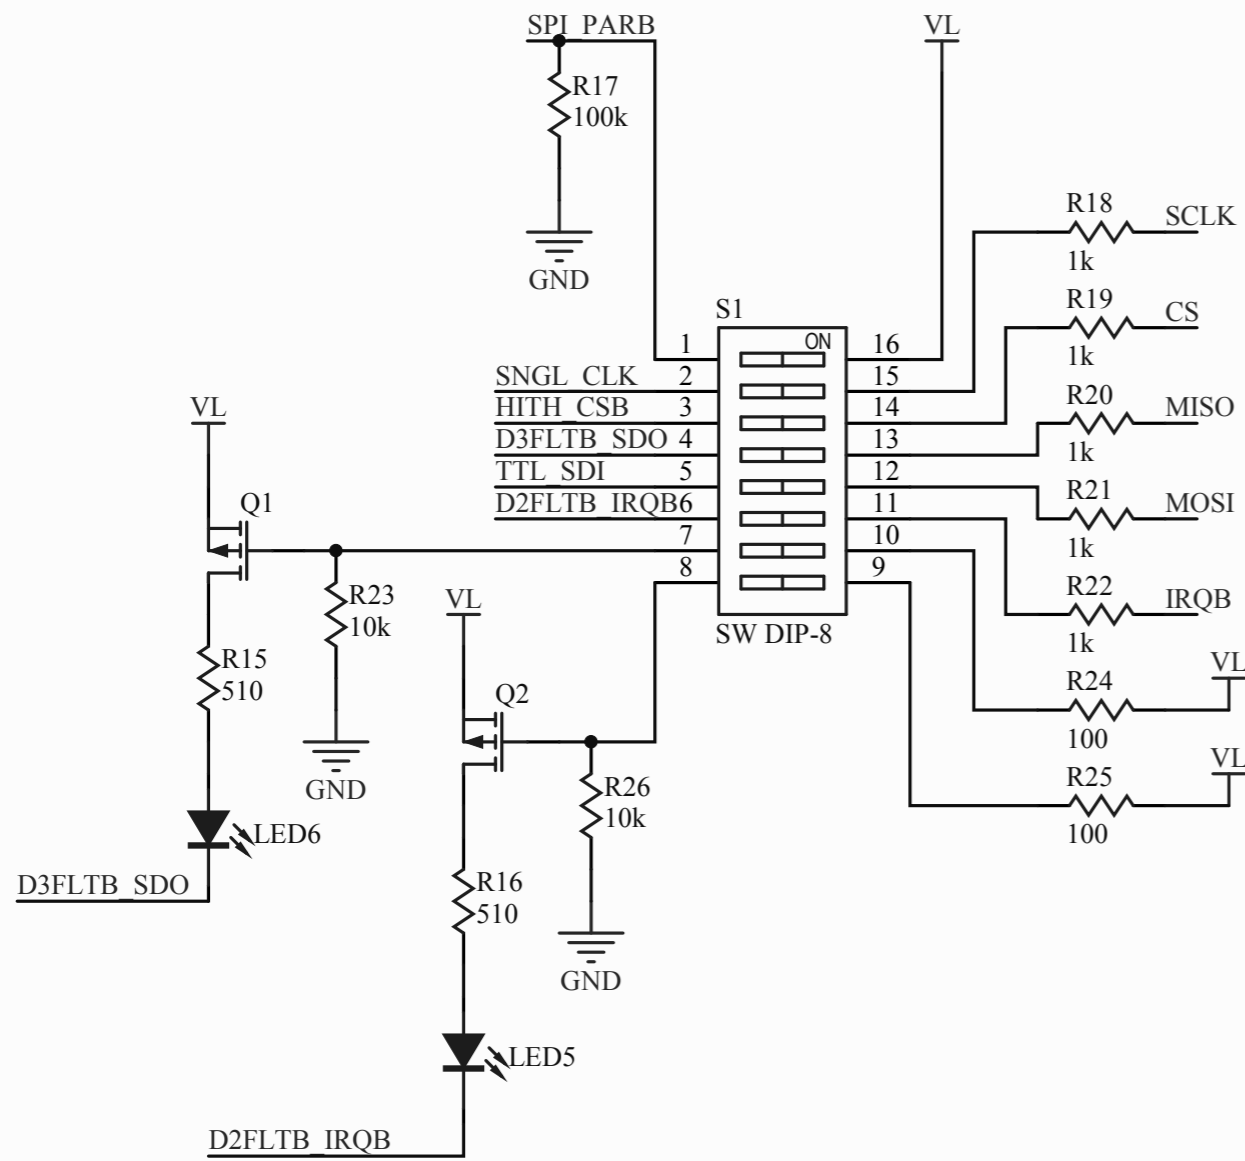 SPI_PARB
VL
R17
100k
GND
R18
SCLK
1k
R19
CS
1k
R20
MISO
1k
R21
MOSI
1k
R22
IRQB
1k
R24
VL
100
R25
VL
100
S1
ON
1
16
SNGL_CLK
2
15
HITH_CSB
3
14
D3FLTB_SDO
4
13
TTL_SDI
5
12
D2FLTB_IRQB
6
11
7
10
8
9
SW DIP-8
VL
Q1
R23
10k
GND
R15
510
LED6
D3FLTB_SDO
VL
Q2
R26
10k
GND
R16
510
LED5
D2FLTB_IRQB